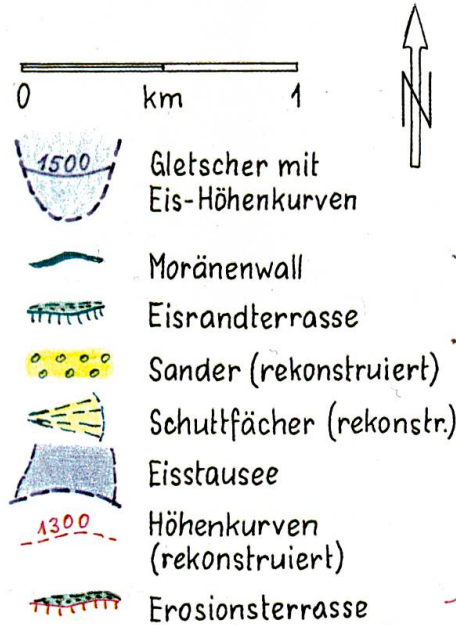 N
0 km 1
1500
Gletscher mit
Eis-Höhenkurven
Moränenwall
Eisrandterrasse
Sander (rekonstruiert)
Schuttfächer (rekonstr.)
Eisstausee
1300
Höhenkurven
(rekonstruiert)
Erosionsterrasse